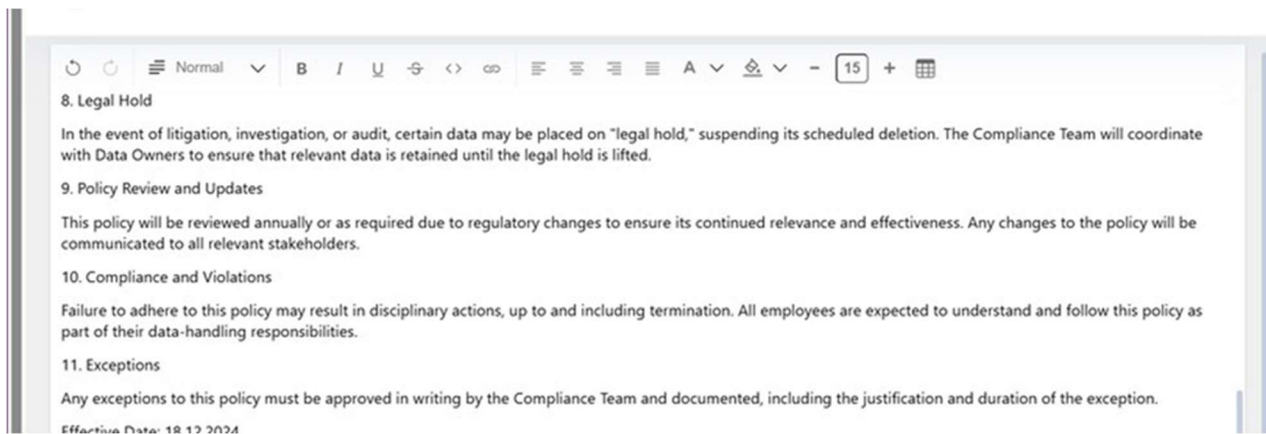 Normal
B I U S <> A - 15 +
8. Legal Hold
In the event of litigation, investigation, or audit, certain data may be placed on "legal hold," suspending its scheduled deletion. The Compliance Team will coordinate
with Data Owners to ensure that relevant data is retained until the legal hold is lifted.
9. Policy Review and Updates
This policy will be reviewed annually or as required due to regulatory changes to ensure its continued relevance and effectiveness. Any changes to the policy will be
communicated to all relevant stakeholders.
10. Compliance and Violations
Failure to adhere to this policy may result in disciplinary actions, up to and including termination. All employees are expected to understand and follow this policy as
part of their data-handling responsibilities.
11. Exceptions
Any exceptions to this policy must be approved in writing by the Compliance Team and documented, including the justification and duration of the exception.
Effective Date: 18.12.2024